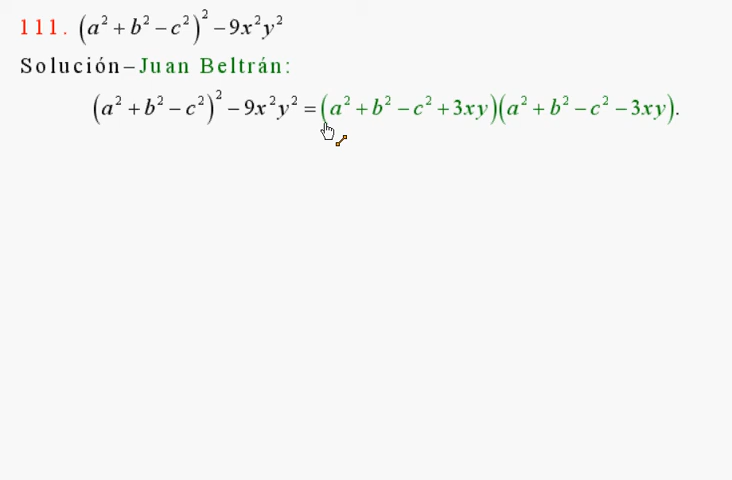 111. (a² + b² − c²)² − 9x²y²
Solución–Juan Beltrán:
(a² + b² − c²)² − 9x²y² = (a² + b² − c² + 3xy)(a² + b² − c² − 3xy).